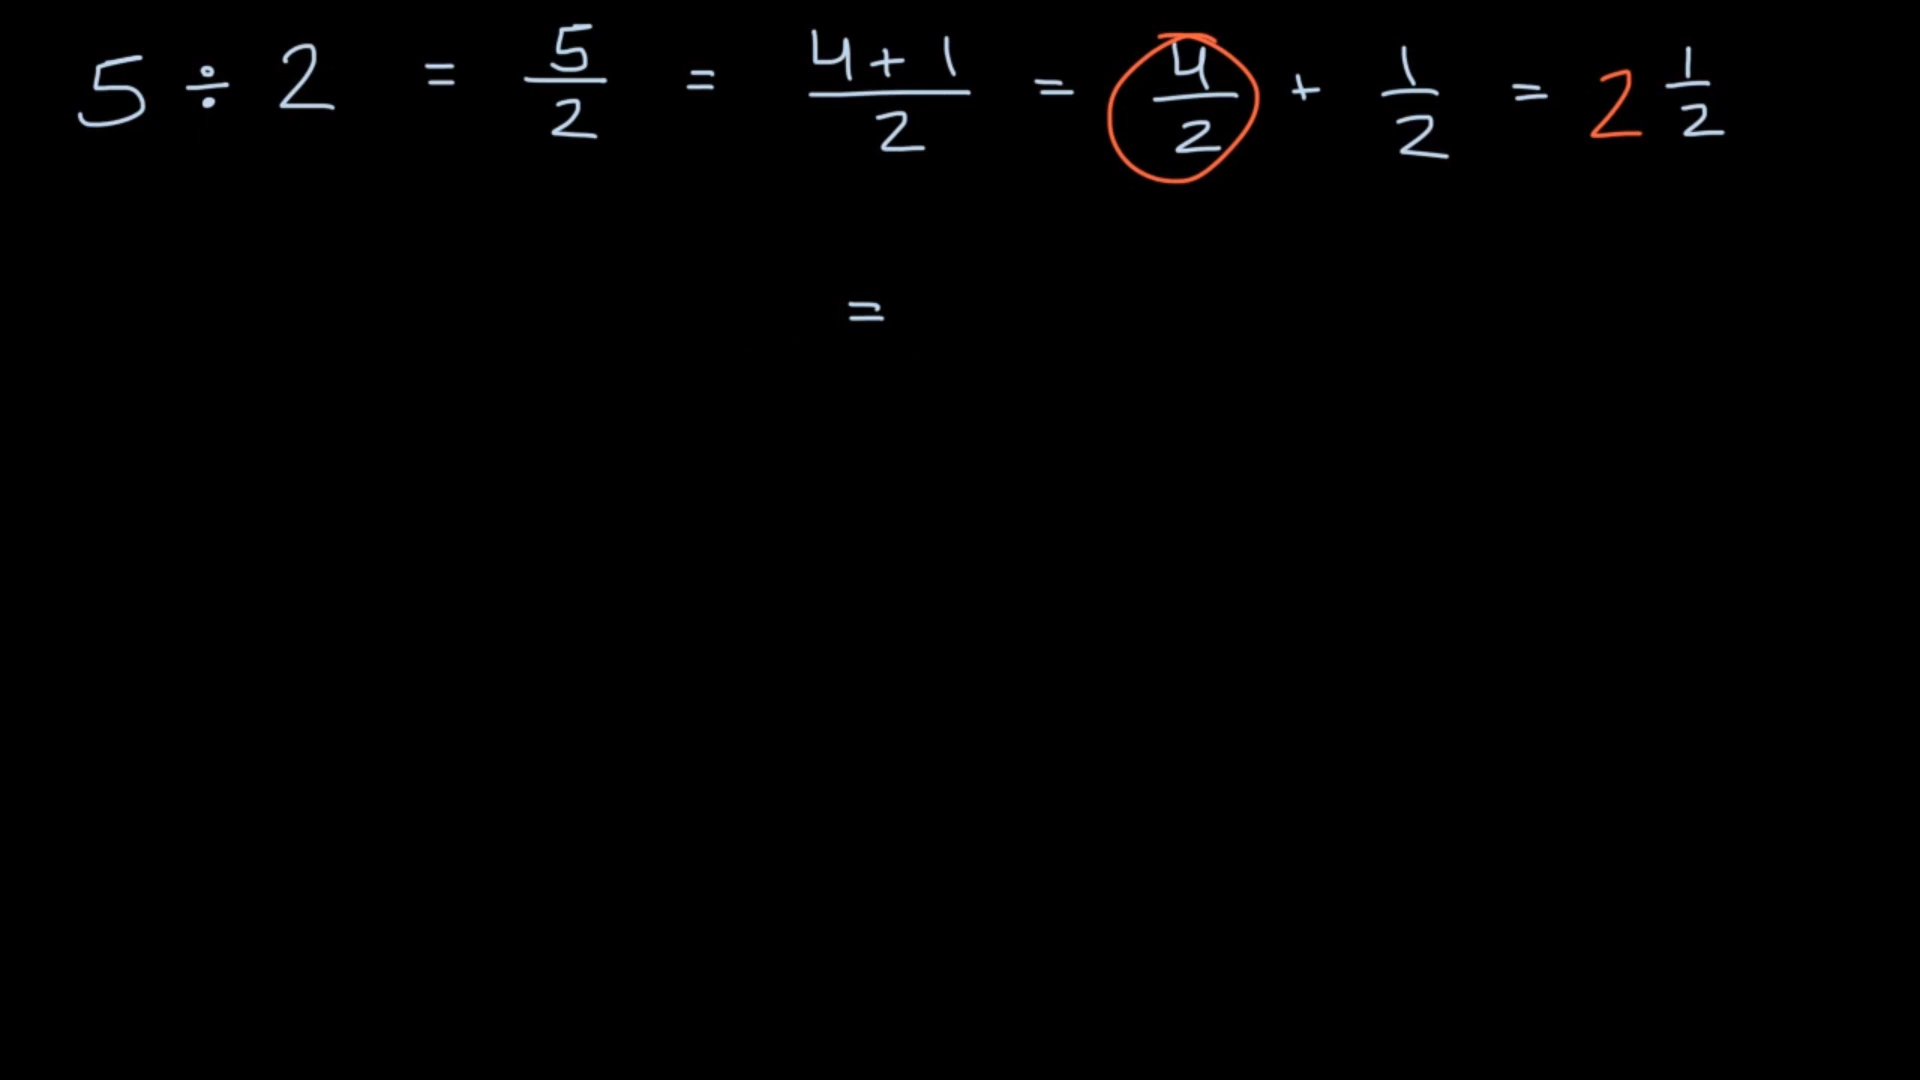 5 ÷ 2 = 5/2 = (4+1)/2 = 4/2 + 1/2 = 2 1/2
=